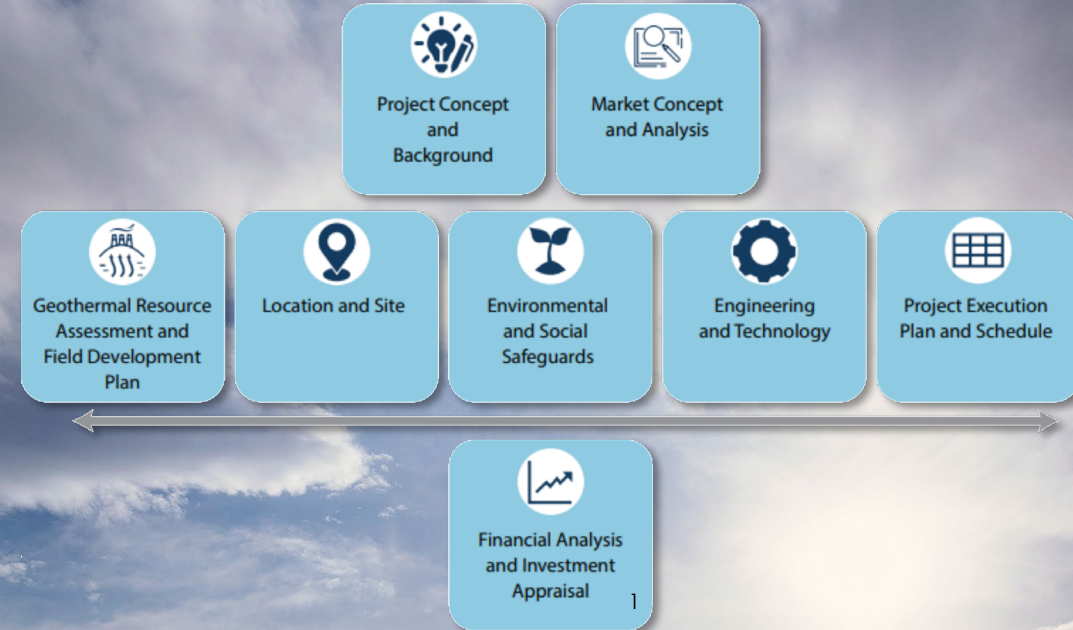 Project Concept
and
Background
Market Concept
and Analysis
Geothermal Resource
Assessment and
Field Development
Plan
Location and Site
Environmental
and Social
Safeguards
Engineering
and Technology
Project Execution
Plan and Schedule
Financial Analysis
and Investment
Appraisal
1